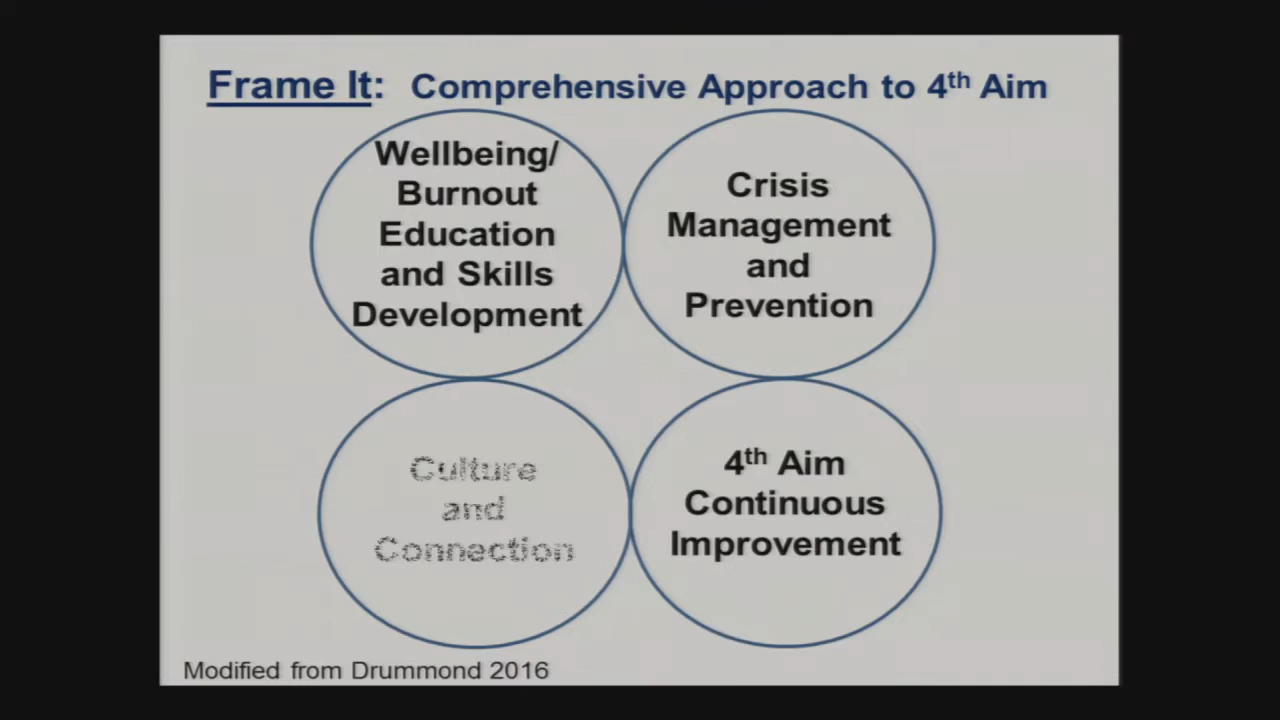 Frame It: Comprehensive Approach to 4th Aim
Wellbeing/
Burnout
Education
and Skills
Development
Crisis
Management
and
Prevention
Culture
and
Connection
4th Aim
Continuous
Improvement
Modified from Drummond 2016